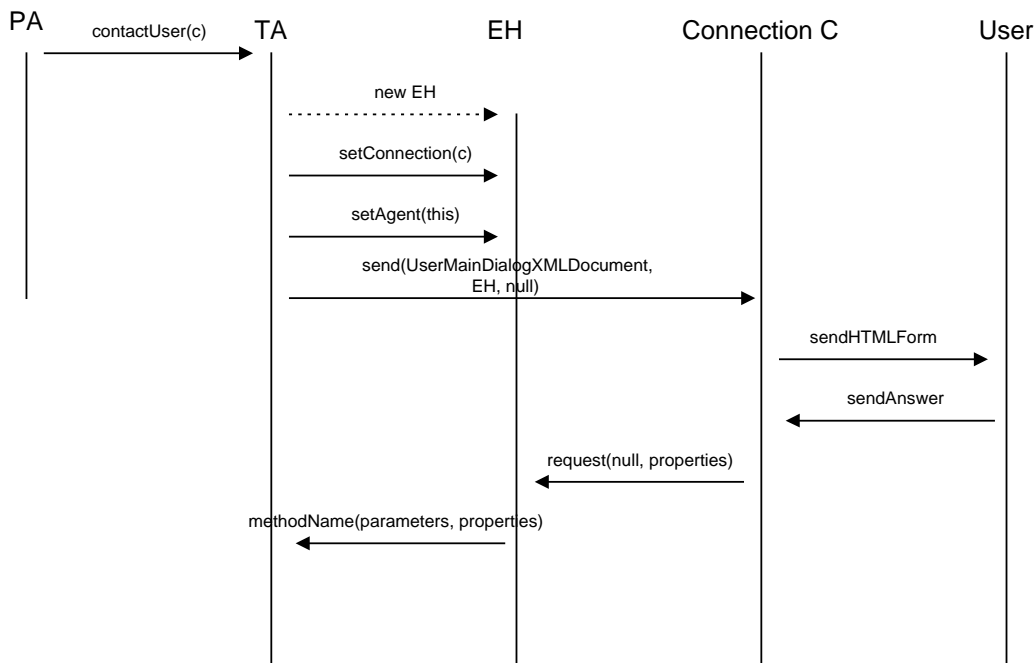 PA
TA
EH
Connection C
User
contactUser(c)
new EH
setConnection(c)
setAgent(this)
send(UserMainDialogXMLDocument,
EH, null)
sendHTMLForm
sendAnswer
request(null, properties)
methodName(parameters, properties)